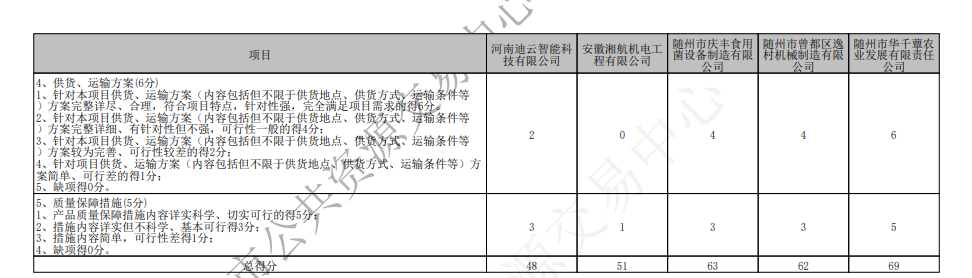 项目
河南迪云智能科
技有限公司
安徽湘航机电工
程有限公司
随州市庆丰食用
菌设备制造有限
公司
随州市曾都区逸
村机械制造有限
公司
随州市华千蕈农
业发展有限责任
公司
4、供货、运输方案(6分)
1、针对本项目供货、运输方案（内容包括但不限于供货地点、供货方式、运输条件等
）方案完整详尽、合理，符合项目特点，针对性强，完全满足项目需求的得6分；
2、针对本项目供货、运输方案（内容包括但不限于供货地点、供货方式、运输条件等
）方案完整详细、有针对性但不强，可行性一般的得4分；
3、针对本项目供货、运输方案（内容包括但不限于供货地点、供货方式、运输条件等
）方案较为完善、可行性较差的得2分；
4、针对项目供货、运输方案（内容包括但不限于供货地点、供货方式、运输条件等）方
案简单、可行差的得1分；
5、缺项得0分。
2
0
4
4
6
5、质量保障措施(5分)
1、产品质量保障措施内容详实科学、切实可行的得5分；
2、措施内容详实但不科学、基本可行得3分；
3、措施内容简单，可行性差得1分；
4、缺项得0分。
3
1
3
3
5
总得分
48
51
63
62
69
市公共资源交易中心
源交易中心